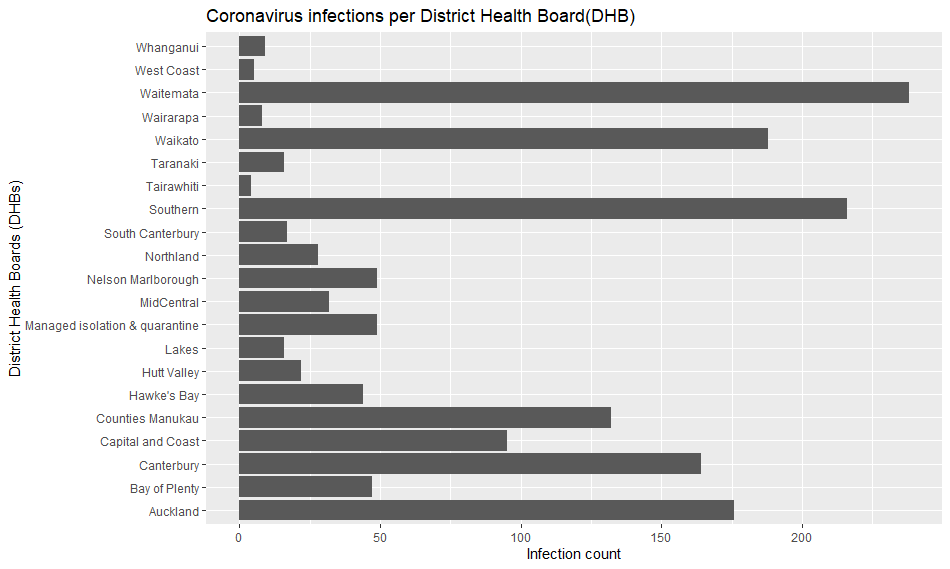 Coronavirus infections per District Health Board(DHB)
District Health Boards (DHBs)
Whanganui
West Coast
Waitemata
Wairarapa
Waikato
Taranaki
Tairawhiti
Southern
South Canterbury
Northland
Nelson Marlborough
MidCentral
Managed isolation & quarantine
Lakes
Hutt Valley
Hawke's Bay
Counties Manukau
Capital and Coast
Canterbury
Bay of Plenty
Auckland
0 50 100 150 200
Infection count